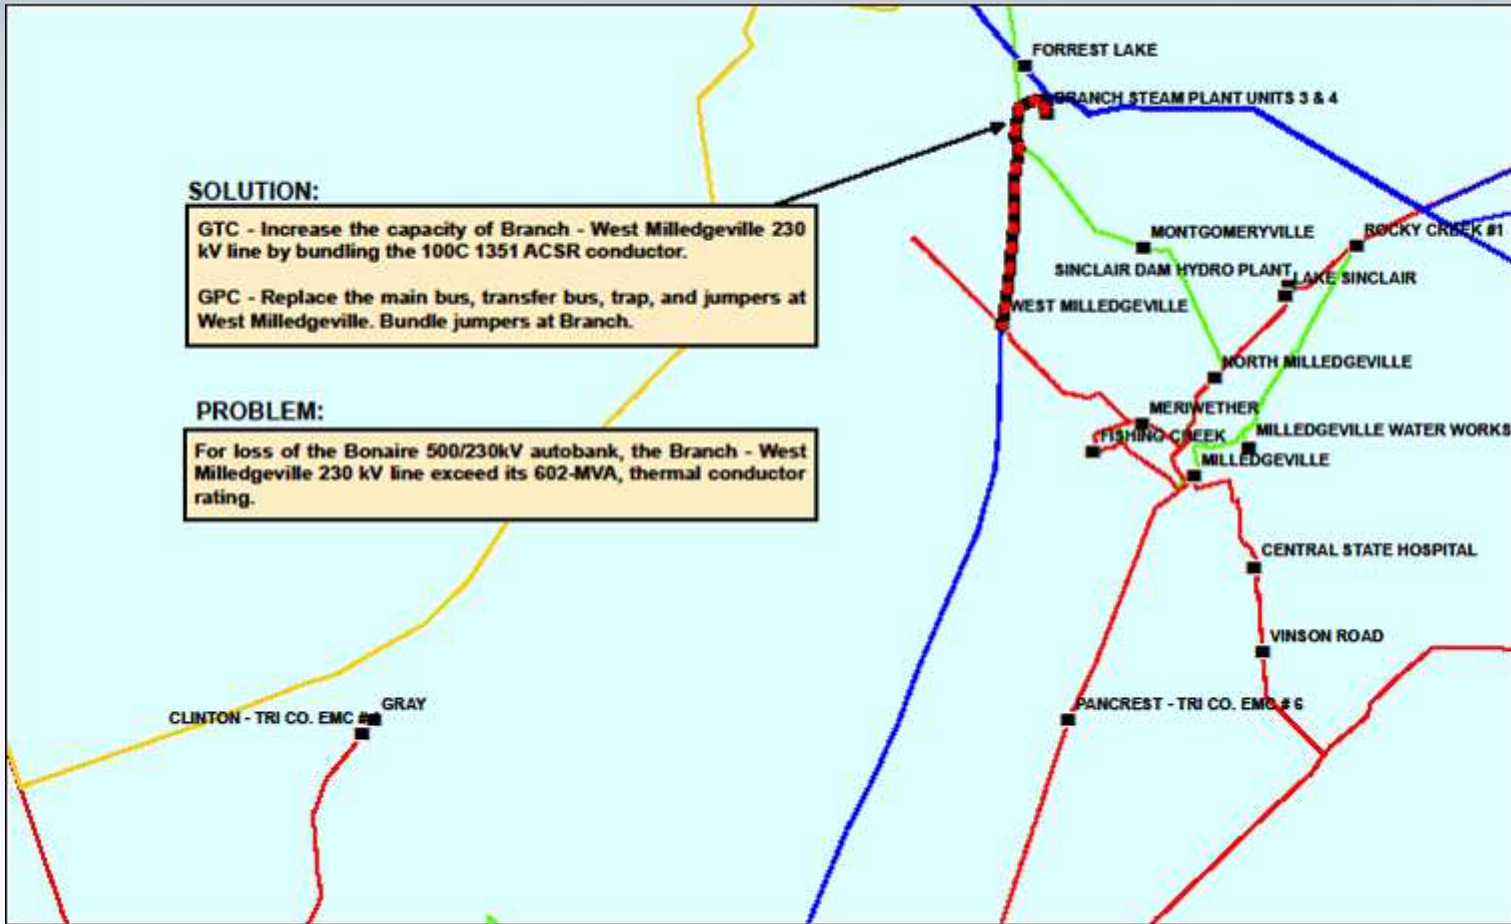 FORREST LAKE
BRANCH STEAM PLANT UNITS 3 & 4
SOLUTION:
GTC - Increase the capacity of Branch - West Milledgeville 230
kV line by bundling the 100C 1351 ACSR conductor.
GPC - Replace the main bus, transfer bus, trap, and jumpers at
West Milledgeville. Bundle jumpers at Branch.
MONTGOMERYVILLE
ROCKY CREEK #1
SINCLAIR DAM HYDRO PLANT
LAKE SINCLAIR
WEST MILLEDGEVILLE
NORTH MILLEDGEVILLE
PROBLEM:
For loss of the Bonaire 500/230kV autobank, the Branch - West
Milledgeville 230 kV line exceed its 602-MVA, thermal conductor
rating.
MERIWETHER
FISHING CREEK
MILLEDGEVILLE WATER WORKS
MILLEDGEVILLE
CENTRAL STATE HOSPITAL
VINSON ROAD
GRAY
CLINTON - TRI CO. EMC #
PANCREST - TRI CO. EMC # 6